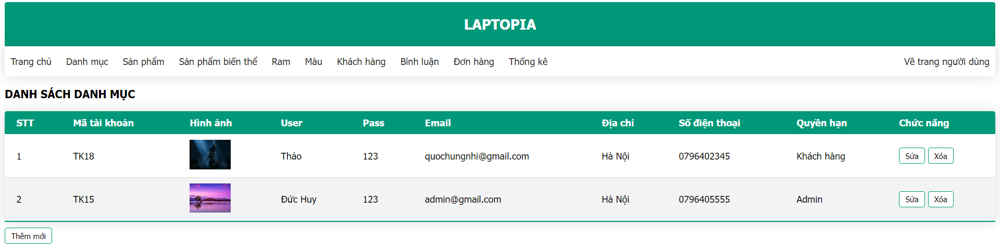 LAPTOPIA
Trang chủ Danh mục Sản phẩm Sản phẩm biến thể Ram Màu Khách hàng Bình luận Đơn hàng Thống kê Về trang người dùng
DANH SÁCH DANH MỤC
STT Mã tài khoản Hình ảnh User Pass Email Địa chỉ Số điện thoại Quyền hạn Chức năng
1 TK18 Thảo 123 quochungnhi@gmail.com Hà Nội 0796402345 Khách hàng Sửa Xóa
2 TK15 Đức Huy 123 admin@gmail.com Hà Nội 0796405555 Admin Sửa Xóa
Thêm mới